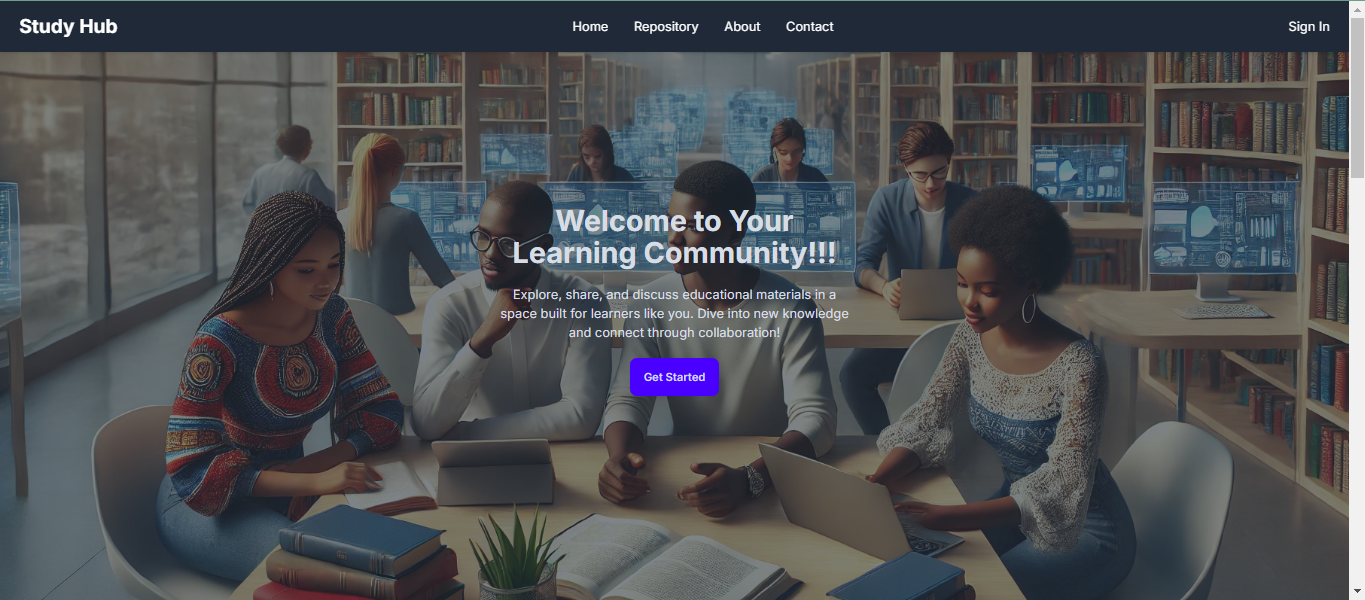 Study Hub
Home Repository About Contact
Sign In
Welcome to Your
Learning Community!!!
Explore, share, and discuss educational materials in a
space built for learners like you. Dive into new knowledge
and connect through collaboration!
Get Started